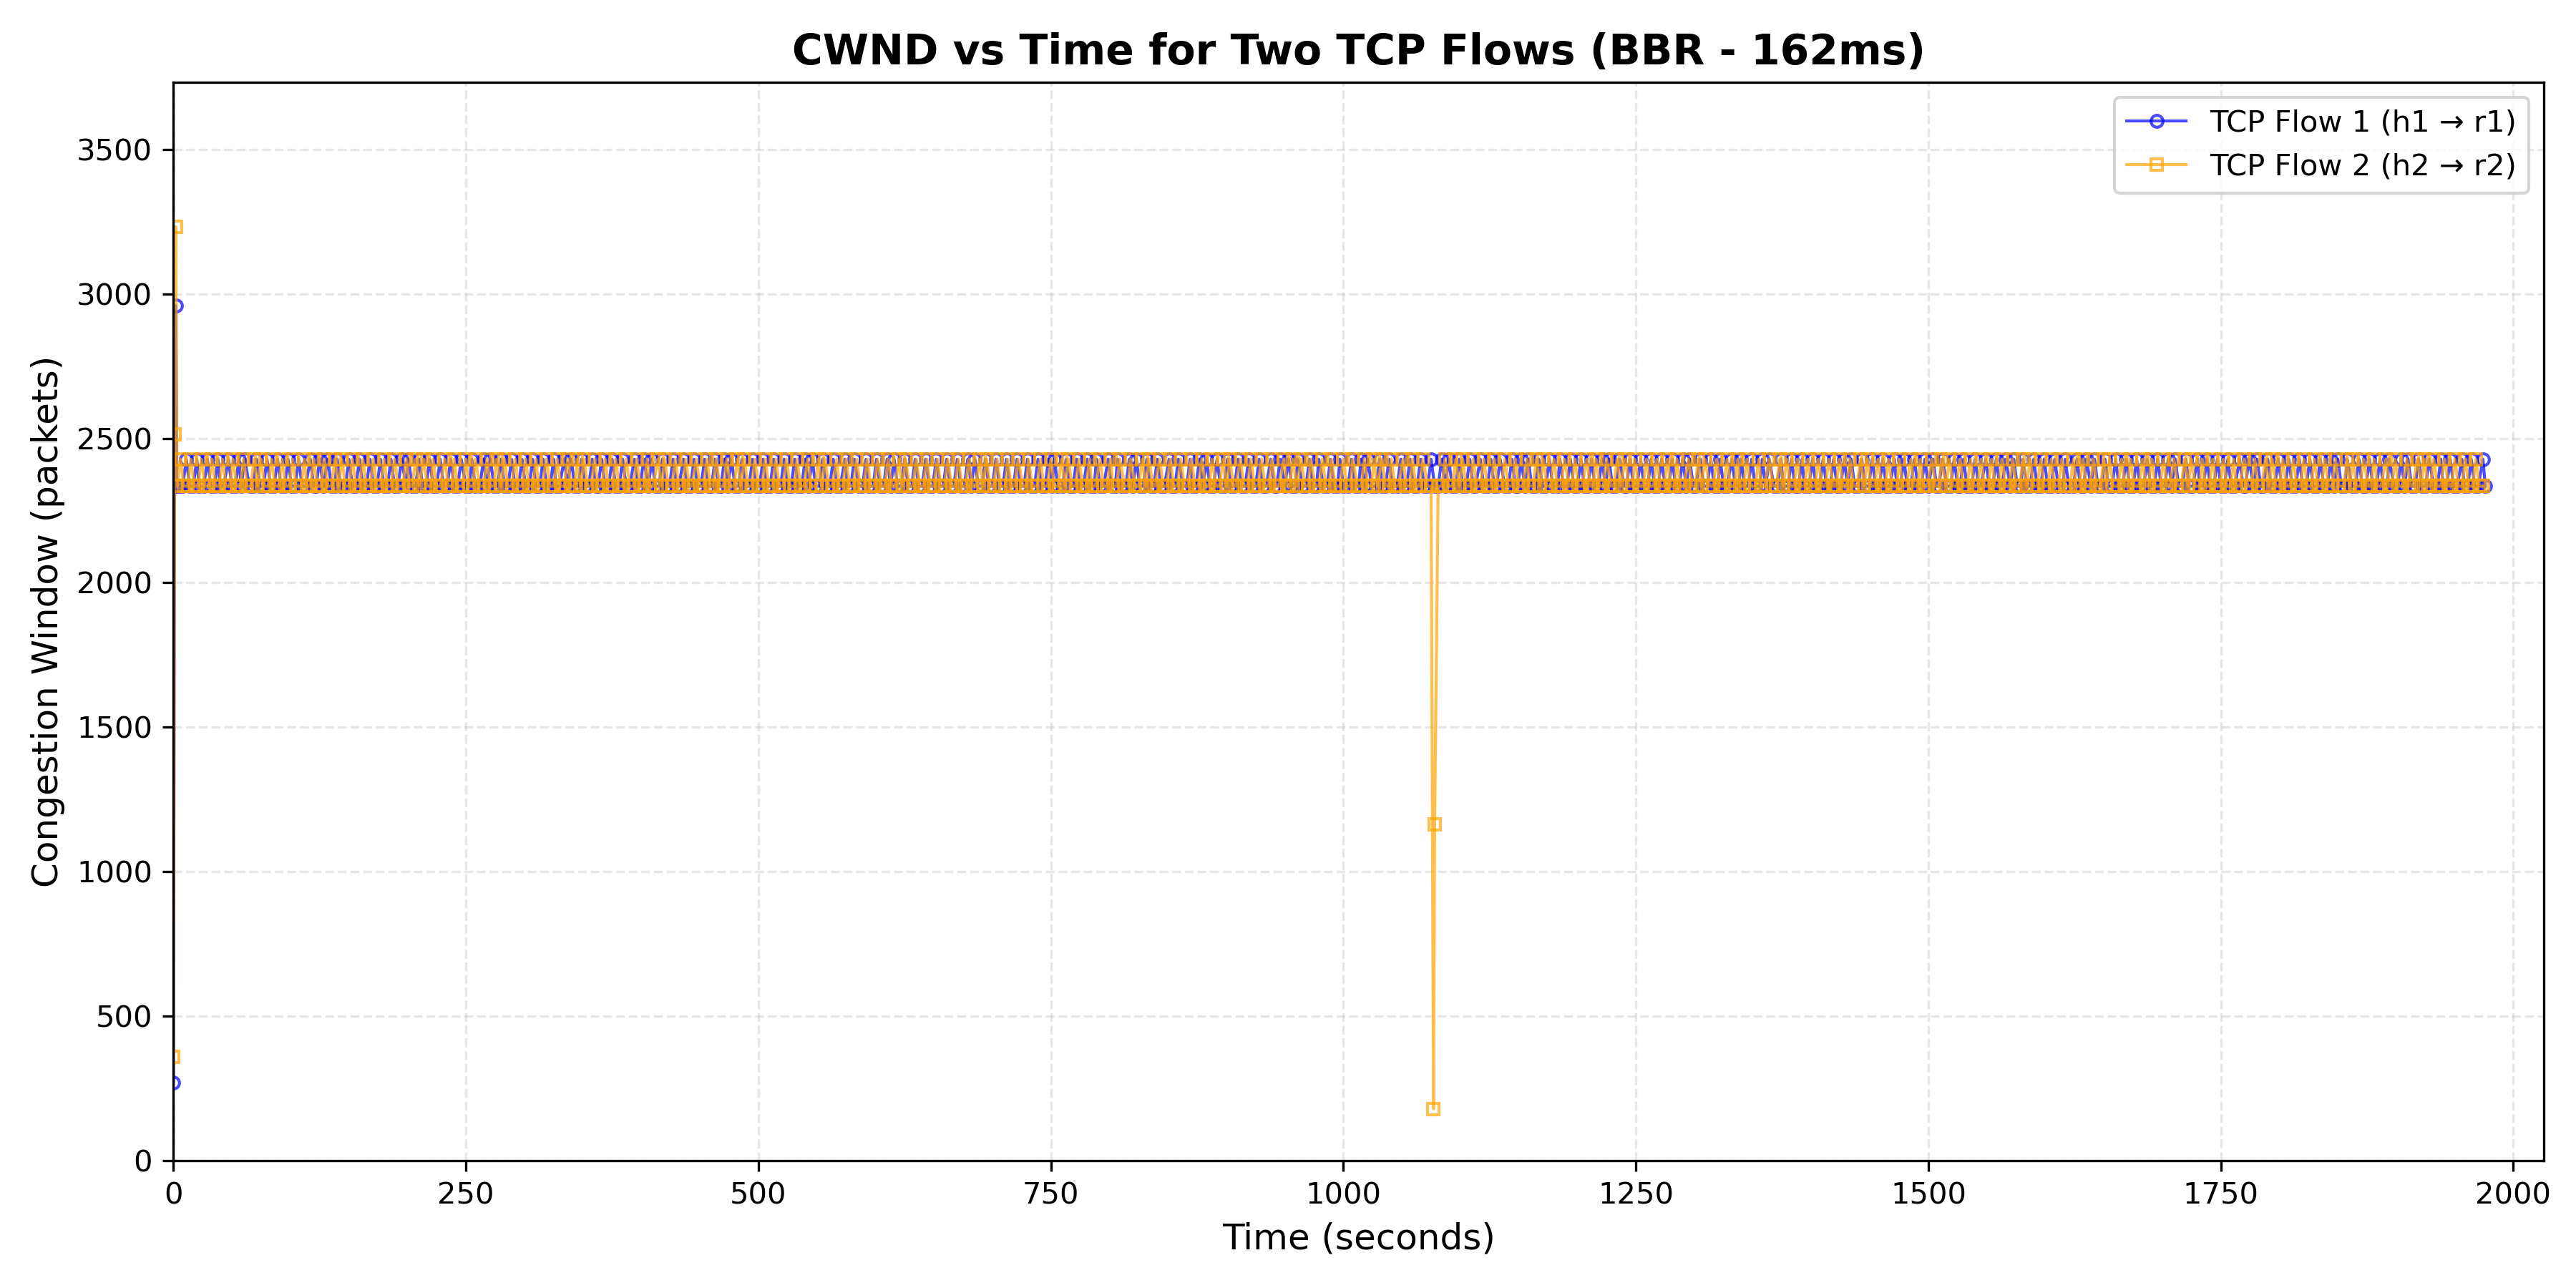 CWND vs Time for Two TCP Flows (BBR - 162ms)
TCP Flow 1 (h1 → r1)
TCP Flow 2 (h2 → r2)
Congestion Window (packets)
3500
3000
2500
2000
1500
1000
500
0
0 250 500 750 1000 1250 1500 1750 2000
Time (seconds)